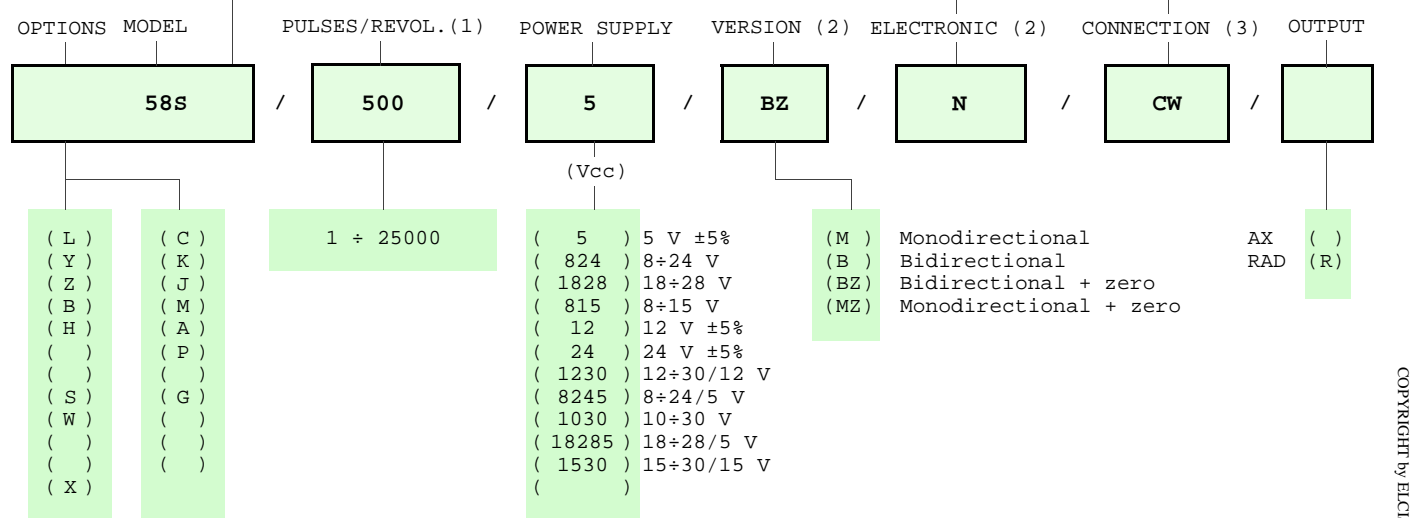 OPTIONS MODEL PULSES/REVOL.(1) POWER SUPPLY VERSION (2) ELECTRONIC (2) CONNECTION (3) OUTPUT
58S / 500 / 5 / BZ / N / CW /
(Vcc)
(L) (C) 1 ÷ 25000 ( 5 ) 5 V ±5% (M ) Monodirectional AX ( )
(Y) (K) ( 824 ) 8÷24 V (B ) Bidirectional RAD (R)
(Z) (J) ( 1828 ) 18÷28 V (BZ) Bidirectional + zero
(B) (M) ( 815 ) 8÷15 V (MZ) Monodirectional + zero
(H) (A) ( 12 ) 12 V ±5%
( ) (P) ( 24 ) 24 V ±5%
( ) ( ) ( 1230 ) 12÷30/12 V
(S) (G) ( 8245 ) 8÷24/5 V
(W) ( ) ( 1030 ) 10÷30 V
( ) ( ) ( 18285 ) 18÷28/5 V
( ) ( ) ( 1530 ) 15÷30/15 V
(X) ( )
COPYRIGHT by